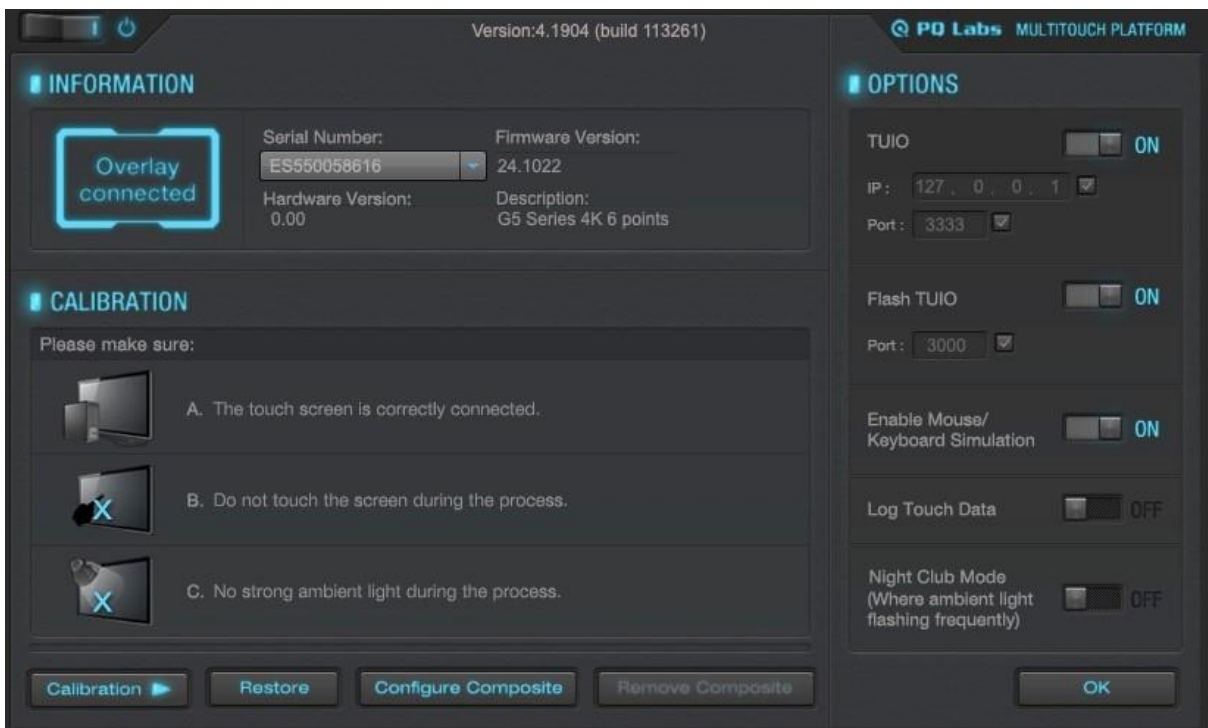 Version:4.1904 (build 113261)
PQ Labs MULTITOUCH PLATFORM
INFORMATION
Overlay
connected
Serial Number:
ES550058616
Hardware Version:
0.00
Firmware Version:
24.1022
Description:
G5 Series 4K 6 points
CALIBRATION
Please make sure:
A. The touch screen is correctly connected.
B. Do not touch the screen during the process.
C. No strong ambient light during the process.
Calibration
Restore
Configure Composite
Remove Composite
OPTIONS
TUIO ON
IP : 127 . 0 . 0 . 1
Port : 3333
Flash TUIO ON
Port : 3000
Enable Mouse/
Keyboard Simulation ON
Log Touch Data OFF
Night Club Mode
(Where ambient light OFF
flashing frequently)
OK